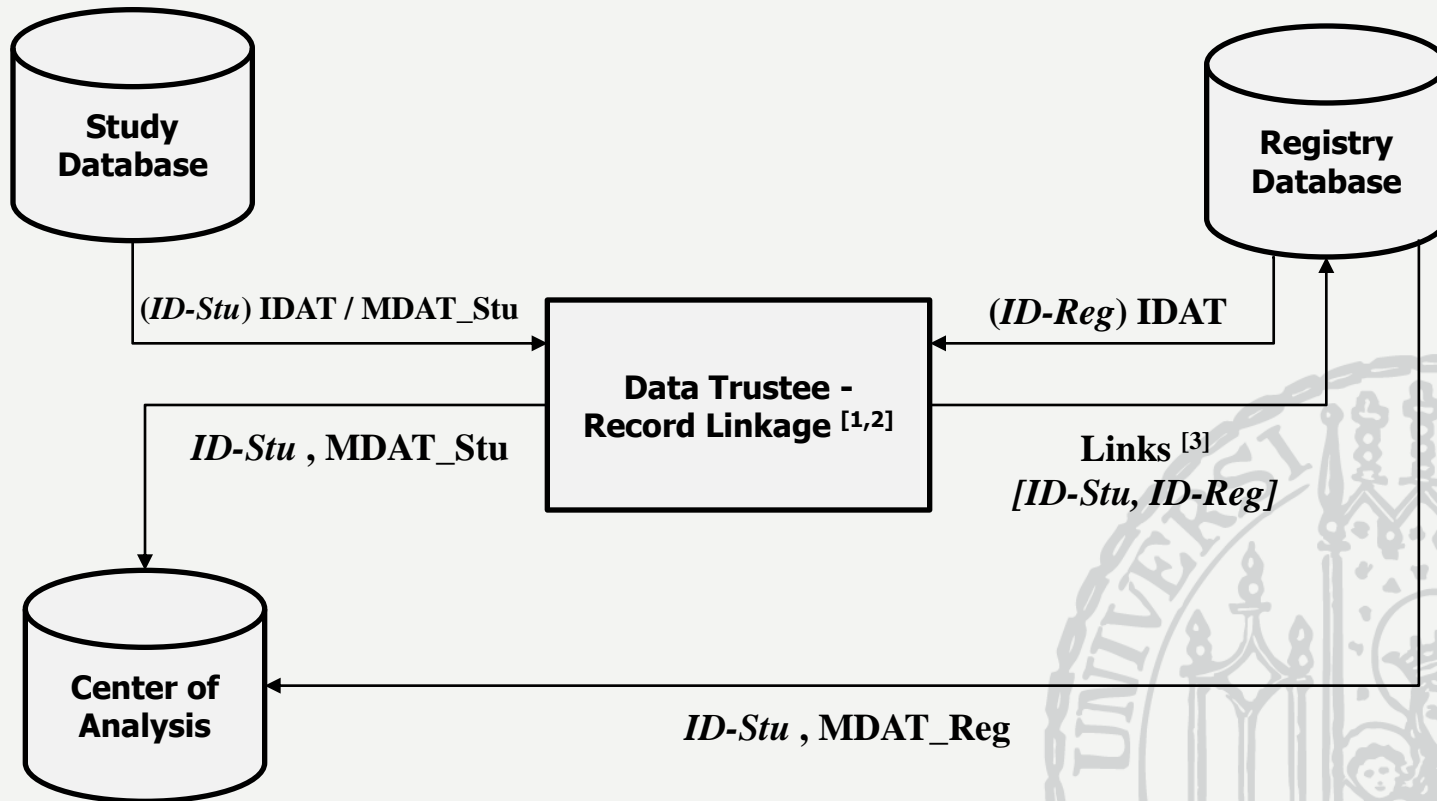 Study
Database
Registry
Database
(ID-Stu) IDAT / MDAT_Stu
(ID-Reg) IDAT
Data Trustee -
Record Linkage [1,2]
ID-Stu , MDAT_Stu
Links [3]
[ID-Stu, ID-Reg]
Center of
Analysis
ID-Stu , MDAT_Reg
UNIVERSI